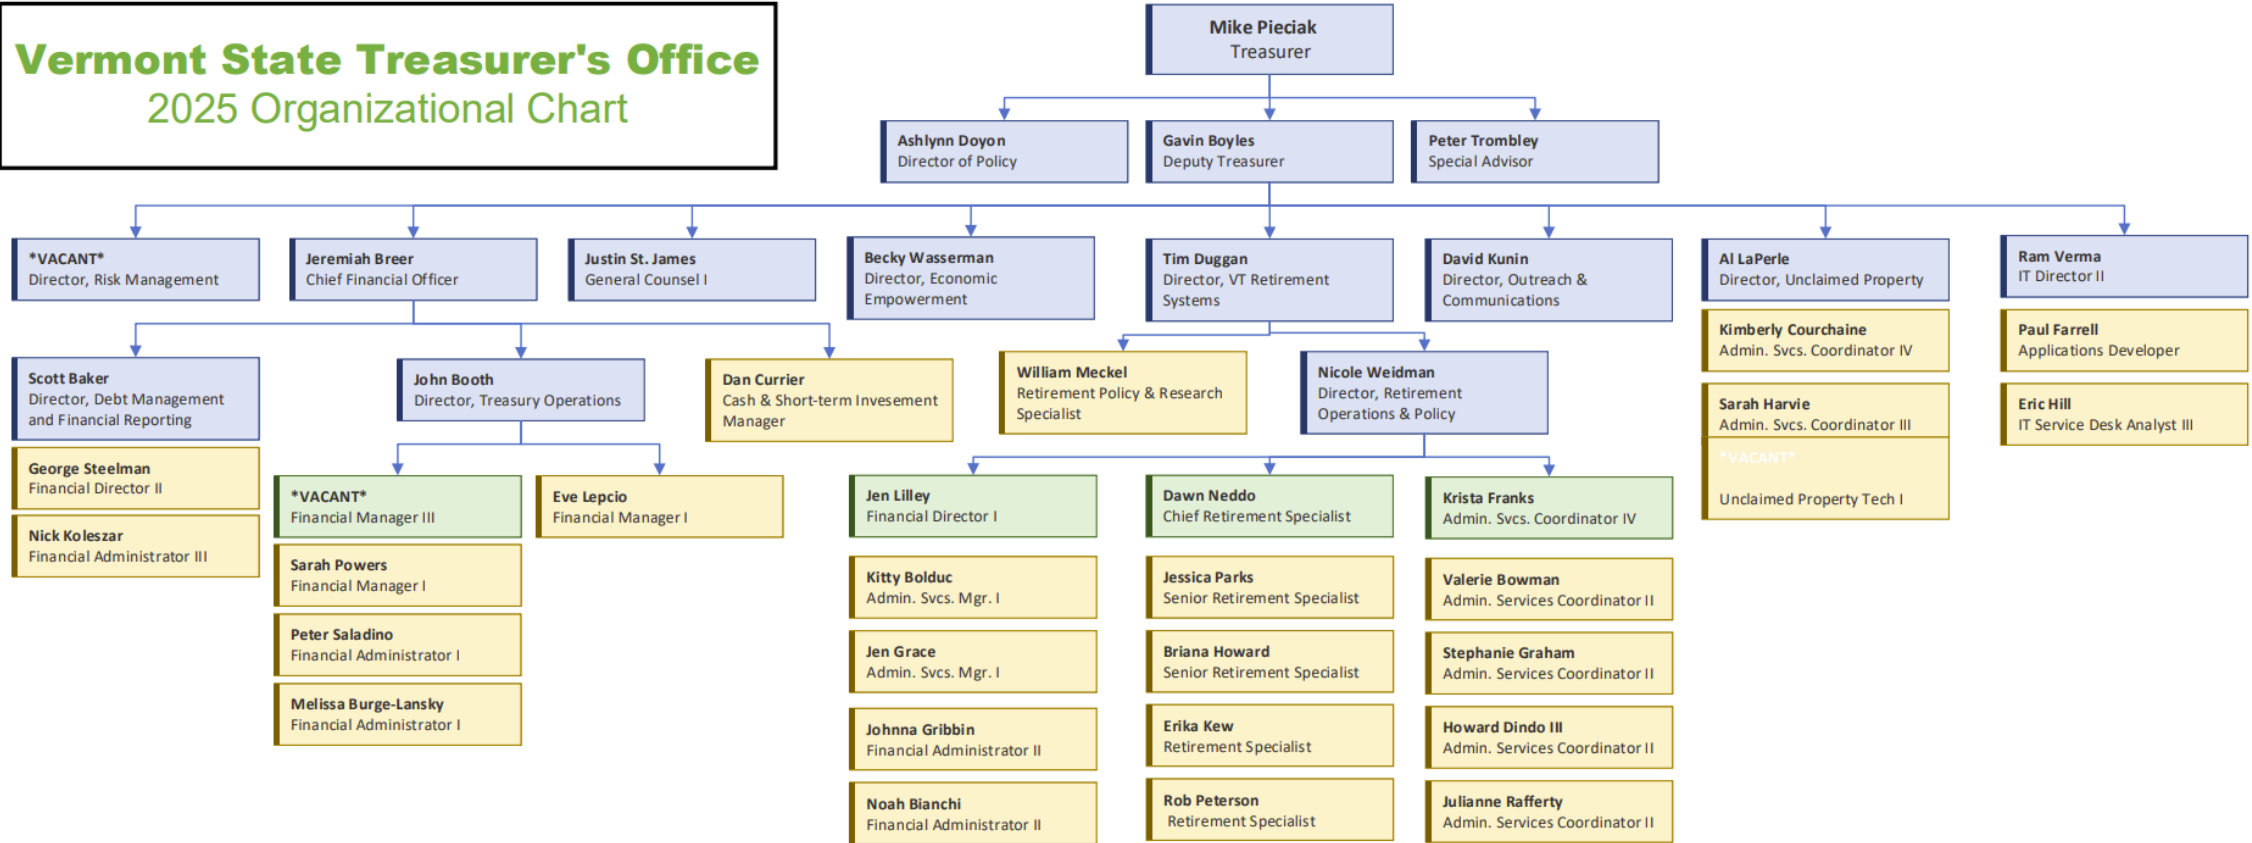 Vermont State Treasurer's Office
2025 Organizational Chart
Mike Pieciak
Treasurer
Ashlynn Doyon
Director of Policy
Gavin Boyles
Deputy Treasurer
Peter Trombley
Special Advisor
*VACANT*
Director, Risk Management
Jeremiah Breer
Chief Financial Officer
Justin St. James
General Counsel I
Becky Wasserman
Director, Economic
Empowerment
Tim Duggan
Director, VT Retirement
Systems
David Kunin
Director, Outreach &
Communications
Al LaPerle
Director, Unclaimed Property
Ram Verma
IT Director II
Scott Baker
Director, Debt Management
and Financial Reporting
George Steelman
Financial Director II
Nick Koleszar
Financial Administrator III
John Booth
Director, Treasury Operations
Dan Currier
Cash & Short-term Invesement
Manager
*VACANT*
Financial Manager III
Sarah Powers
Financial Manager I
Peter Saladino
Financial Administrator I
Melissa Burge-Lansky
Financial Administrator I
Eve Lepcio
Financial Manager I
William Meckel
Retirement Policy & Research
Specialist
Nicole Weidman
Director, Retirement
Operations & Policy
Jen Lilley
Financial Director I
Kitty Bolduc
Admin. Svcs. Mgr. I
Jen Grace
Admin. Svcs. Mgr. I
Johnna Gribbin
Financial Administrator II
Noah Bianchi
Financial Administrator II
Dawn Neddo
Chief Retirement Specialist
Jessica Parks
Senior Retirement Specialist
Briana Howard
Senior Retirement Specialist
Erika Kew
Retirement Specialist
Rob Peterson
Retirement Specialist
Krista Franks
Admin. Svcs. Coordinator IV
Valerie Bowman
Admin. Services Coordinator II
Stephanie Graham
Admin. Services Coordinator II
Howard Dindo III
Admin. Services Coordinator II
Julianne Rafferty
Admin. Services Coordinator II
Kimberly Courchaine
Admin. Svcs. Coordinator IV
Sarah Harvie
Admin. Svcs. Coordinator III
*VACANT*
Unclaimed Property Tech I
Paul Farrell
Applications Developer
Eric Hill
IT Service Desk Analyst III